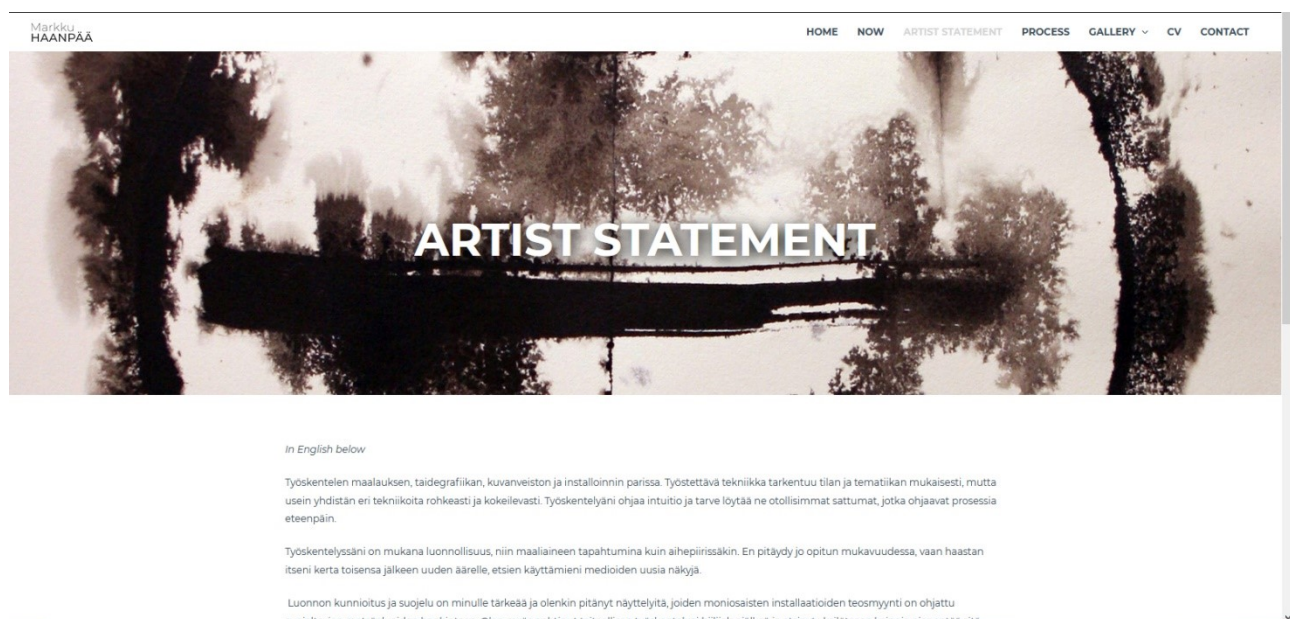 Markku
HAANPÄÄ
HOME NOW ARTIST STATEMENT PROCESS GALLERY CV CONTACT
ARTIST STATEMENT
In English below
Työskentelen maalauksen, taidegrafiikan, kuvanveiston ja installoinnin parissa. Työstettävä tekniikka tarkentuu tilan ja tematiikan mukaisesti, mutta
usein yhdistän eri tekniikoita rohkeasti ja kokeilevasti. Työskentelyäni ohjaa intuitio ja tarve löytää ne otollisimmat sattumat, jotka ohjaavat prosessia
eteenpäin.
Työskentelyssäni on mukana luonnollisuus, niin maaliaineen tapahtumina kuin aihepiirissäkin. En pitäydy jo opitun mukavuudessa, vaan haastan
itseni kerta toisensa jälkeen uuden äärelle, etsien käyttämieni medioiden uusia näkyjä.
Luonnon kunnioitus ja suojelu on minulle tärkeää ja olenkin pitänyt näyttelyitä, joiden moniosaisten installaatioiden teosmyynti on ohjattu